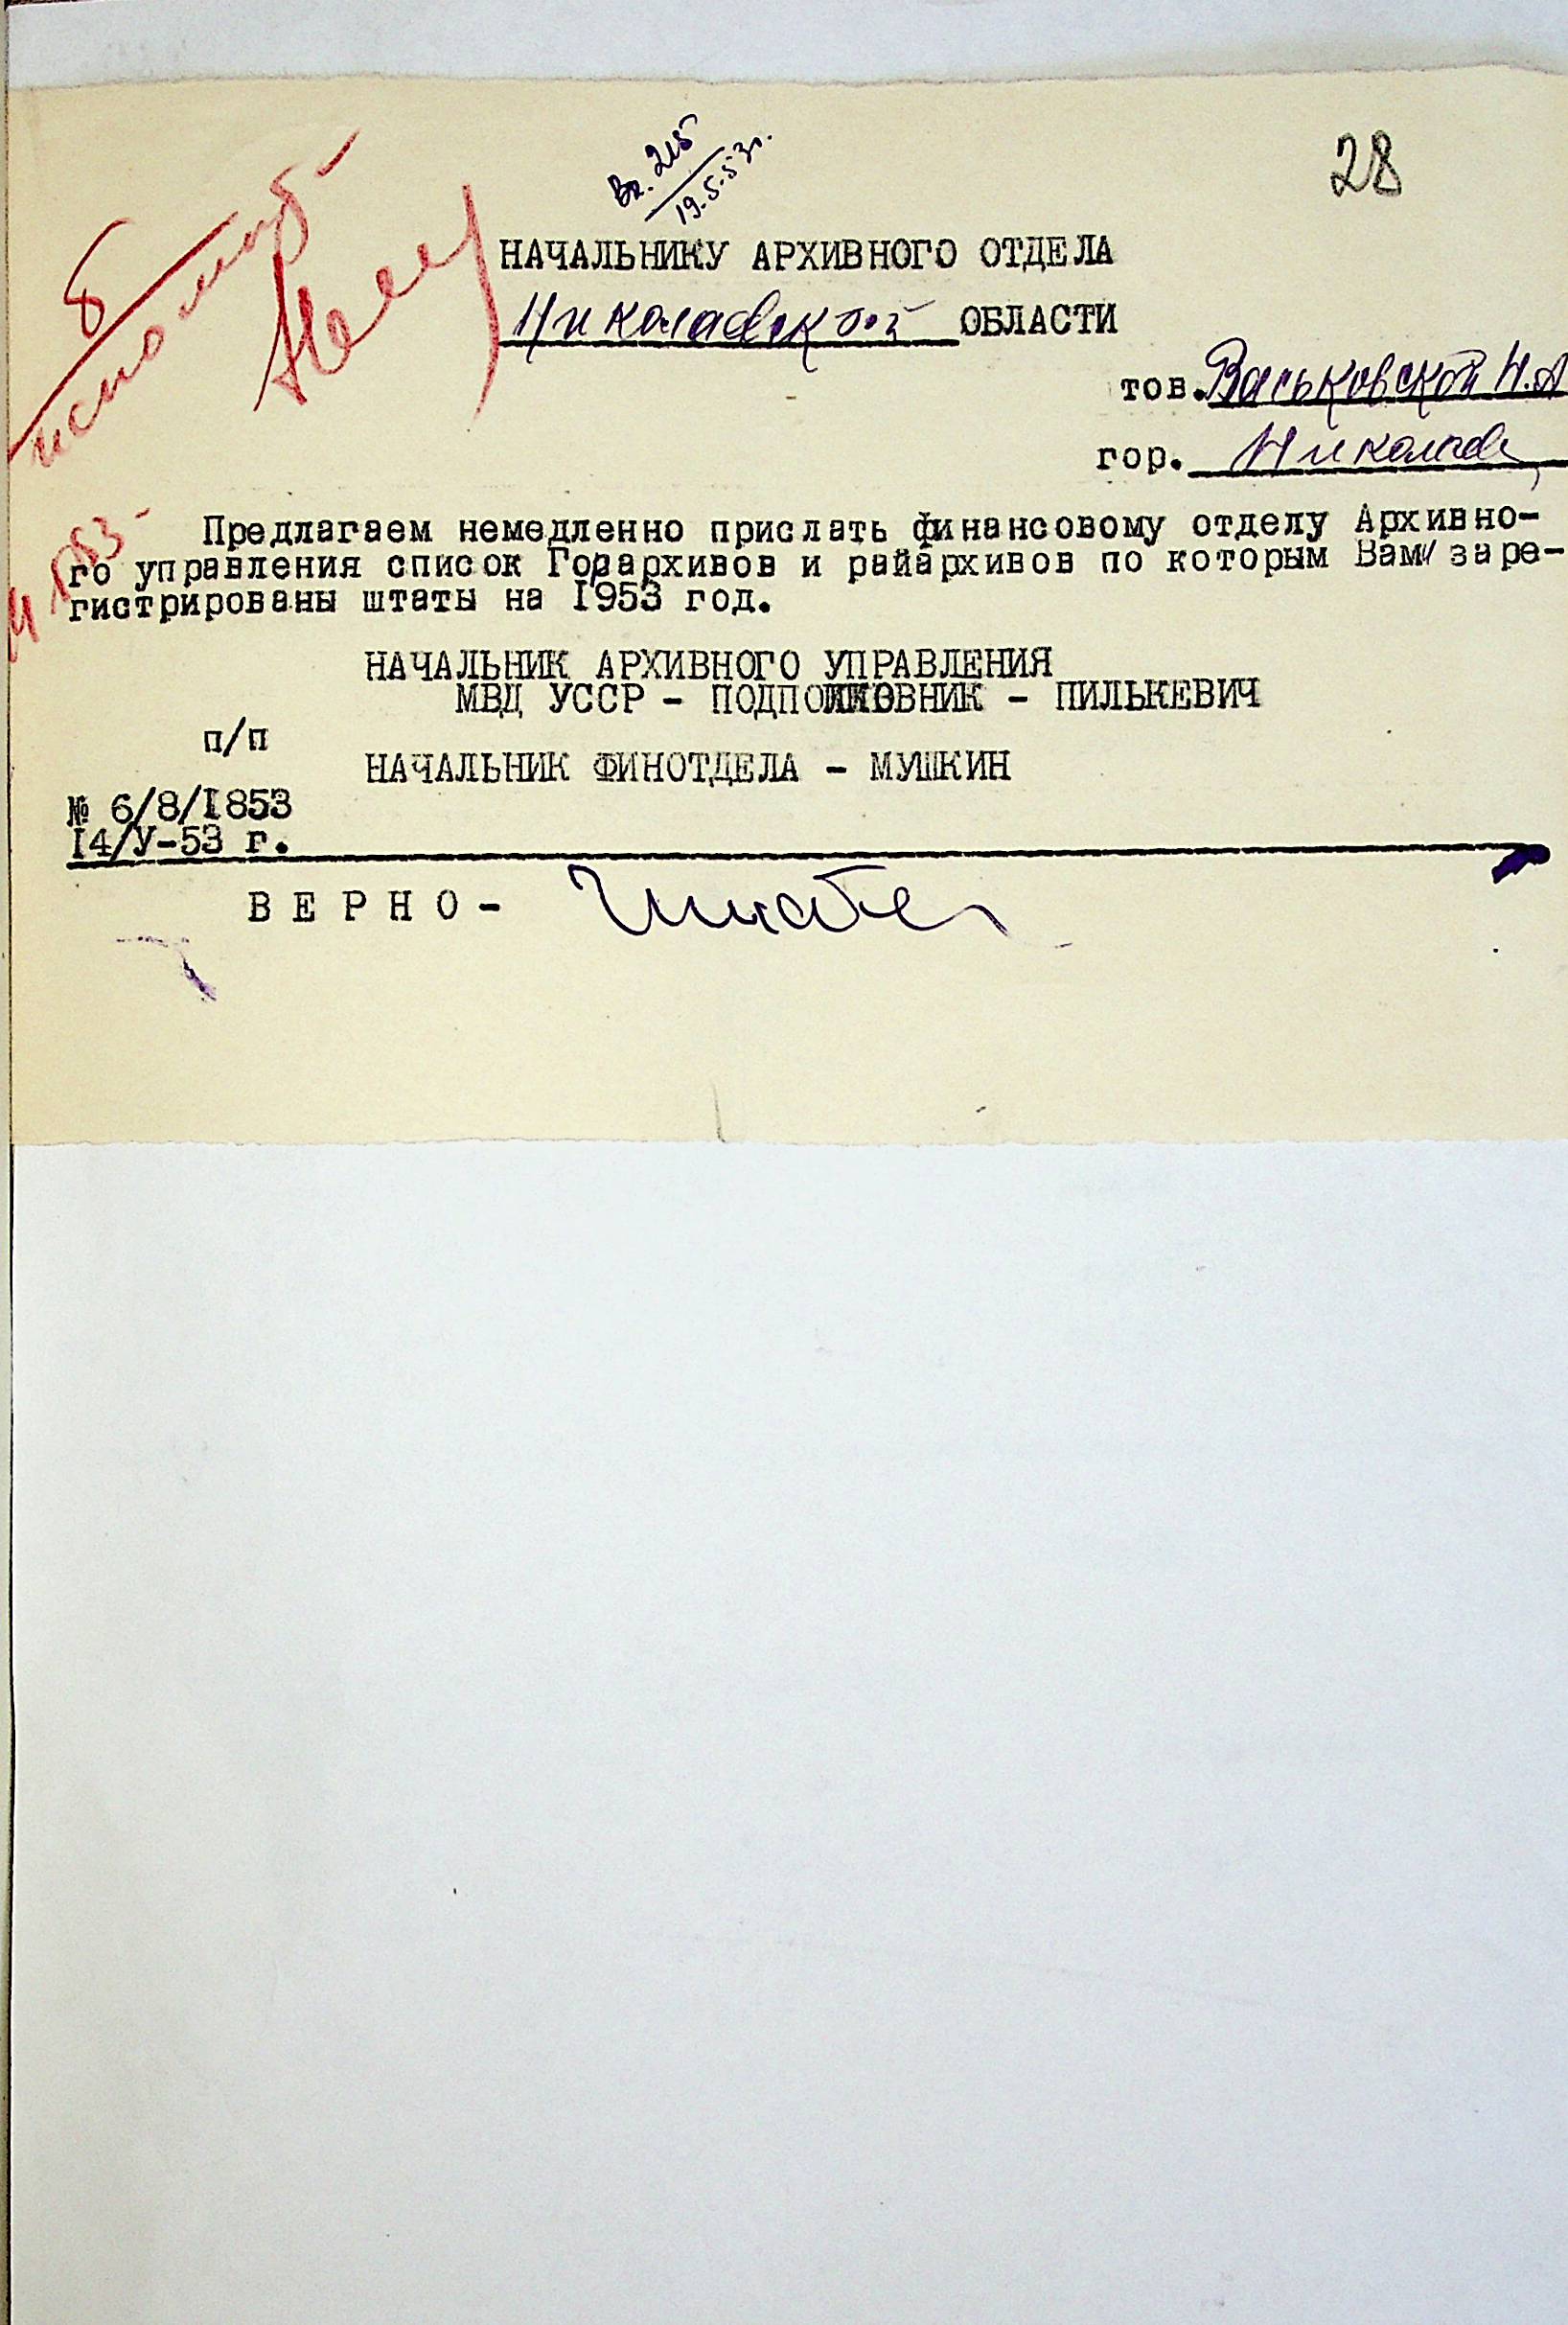 28
Вх. 215
19.5.53г.
НАЧАЛЬНИКУ АРХИВНОГО ОТДЕЛА
Николаевской ОБЛАСТИ
тов. Васьковской Н.А
гор. Николаев
Предлагаем немедленно прислать финансовому отделу Архивно-
го управления список Горархивов и райархивов по которым Вами заре-
гистрированы штаты на 1953 год.
НАЧАЛЬНИК АРХИВНОГО УПРАВЛЕНИЯ
МВД УССР – ПОДПОЛКОВНИК – ПИЛЬКЕВИЧ
п/п
НАЧАЛЬНИК ФИНОТДЕЛА – МУШКИН
№ 6/8/1853
14/У-53 г.
ВЕРНО-